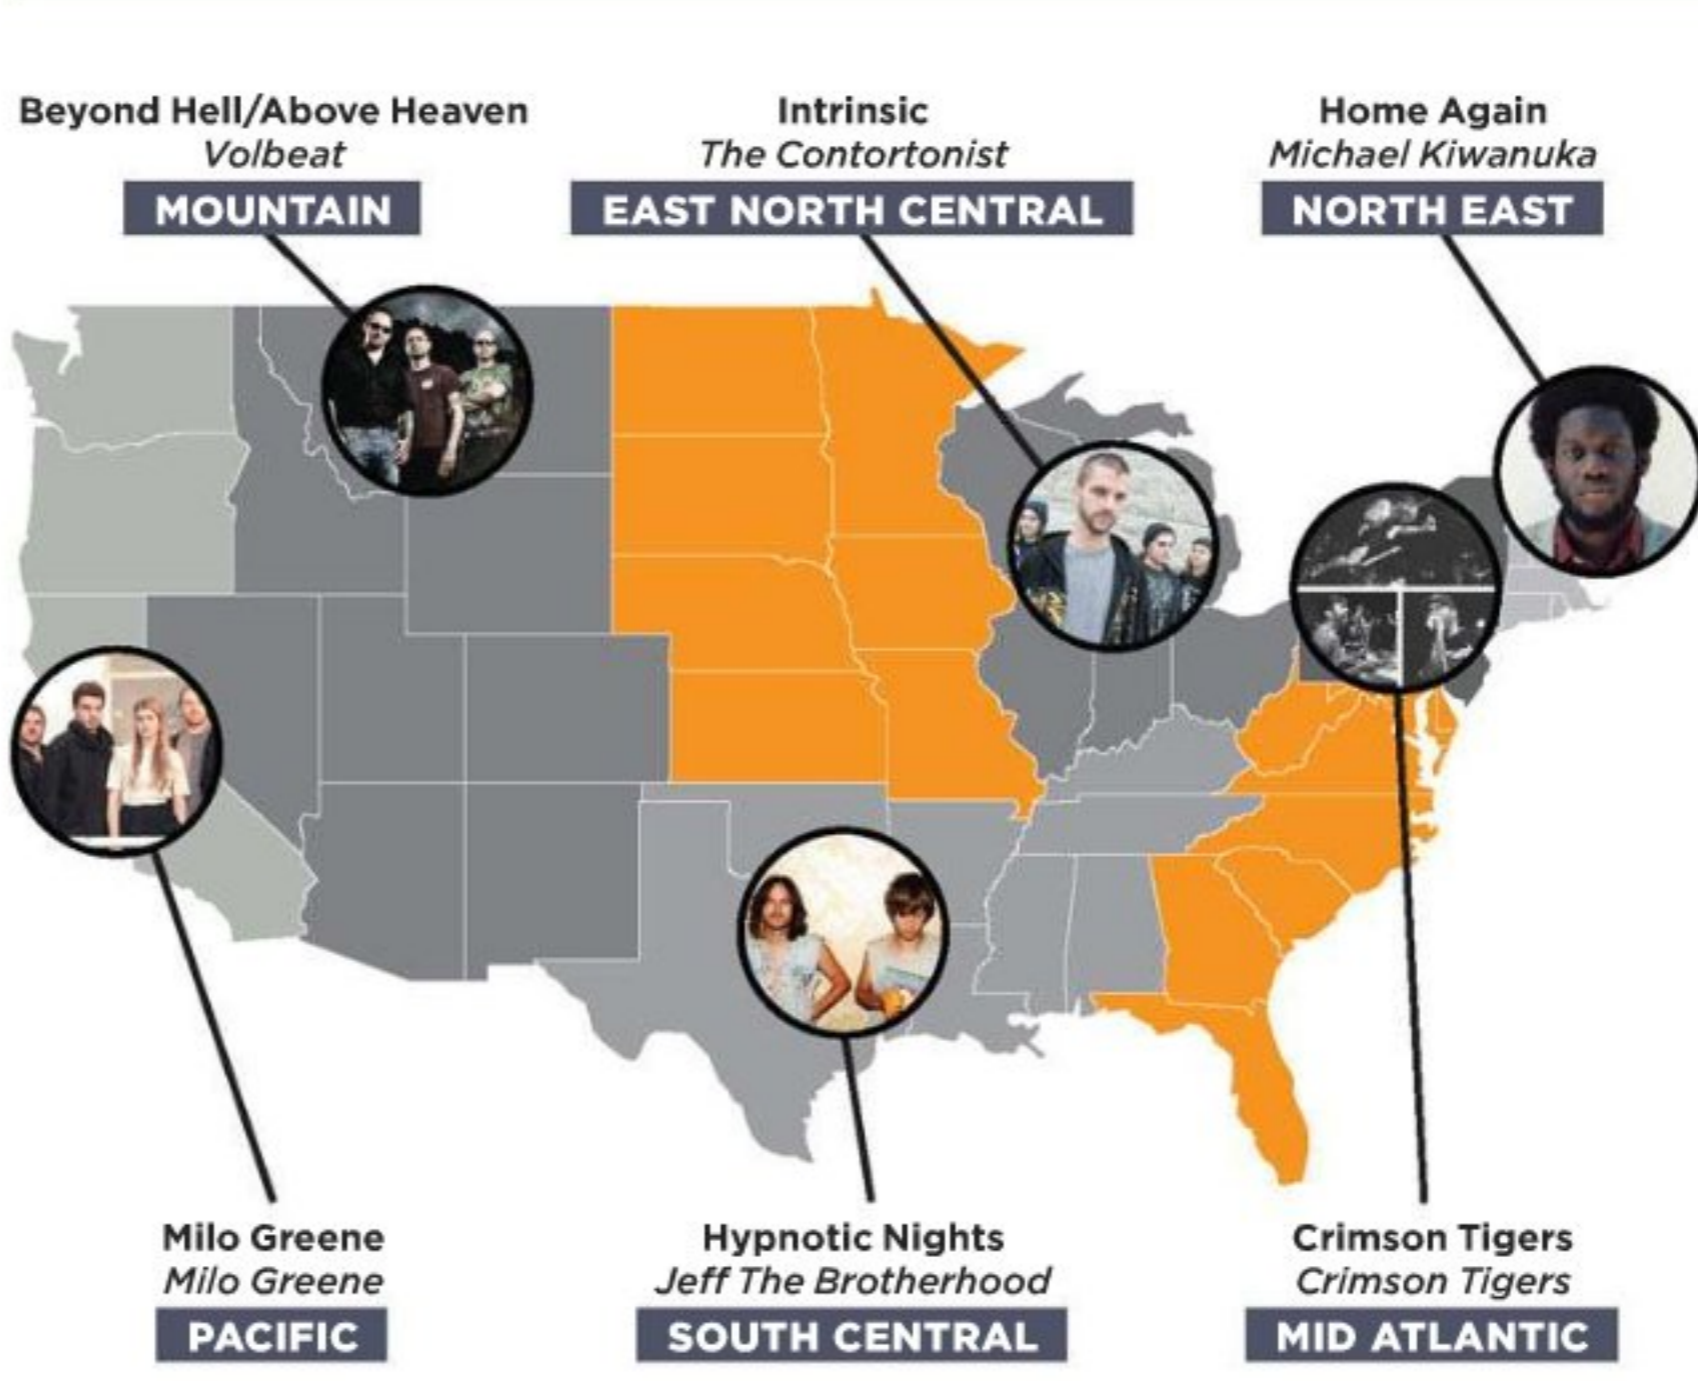 Beyond Hell/Above Heaven
Volbeat
MOUNTAIN
Intrinsic
The Contortonist
EAST NORTH CENTRAL
Home Again
Michael Kiwanuka
NORTH EAST
Milo Greene
Milo Greene
PACIFIC
Hypnotic Nights
Jeff The Brotherhood
SOUTH CENTRAL
Crimson Tigers
Crimson Tigers
MID ATLANTIC